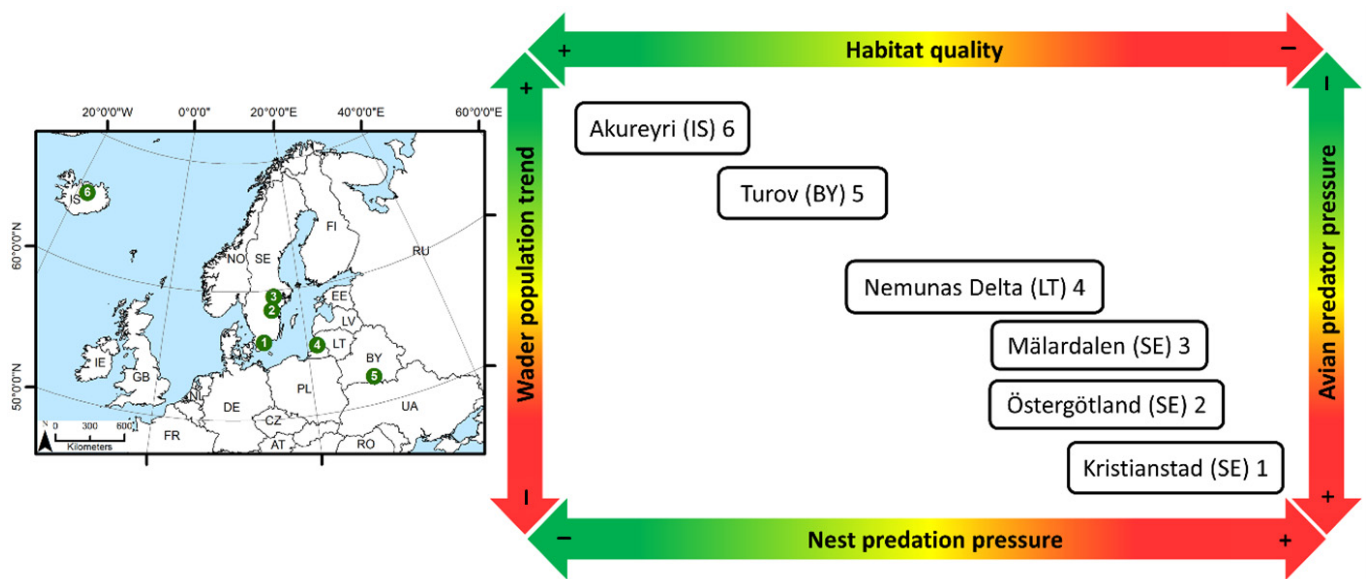 + Habitat quality −
20°0'0"W 0°0'0" 20°0'0"E 40°0'0"E 60°0'0"E
60°0'0"N
50°0'0"N
6
IS
NO
SE
FI
RU
3
2
EE
LV
1
4
LT
BY
5
IE
GB
NL
DE
PL
UA
CZ
FR
AT
RO
N
0 300 600
Kilometers
+ Wader population trend −
Akureyri (IS) 6
Turov (BY) 5
Nemunas Delta (LT) 4
Mälardalen (SE) 3
Östergötland (SE) 2
Kristianstad (SE) 1
− Avian predator pressure +
− Nest predation pressure +